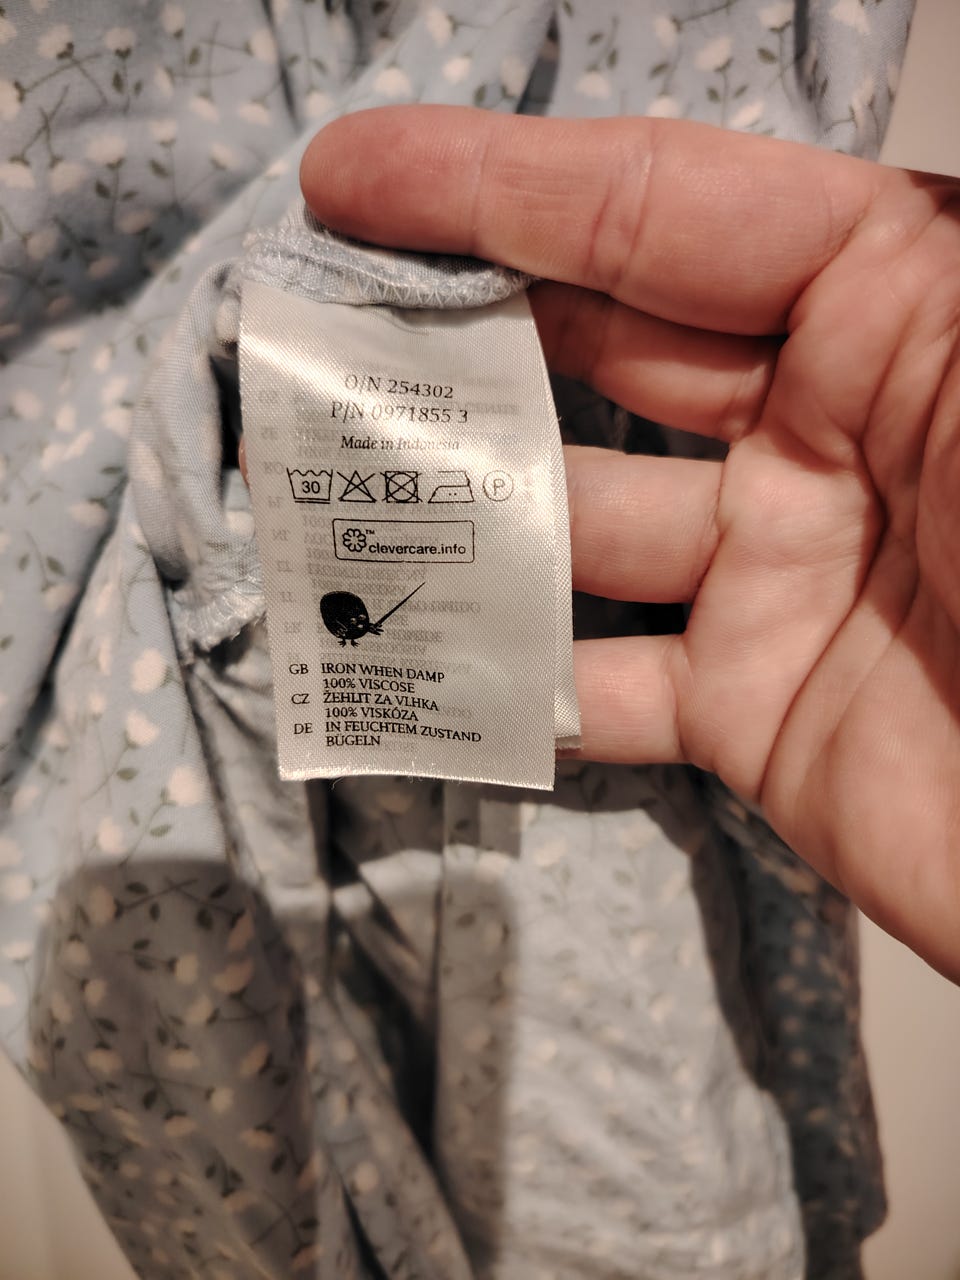 O/N 254302
P/N 0971855 3
Made in Indonesia
30 P
™
clevercare.info
GB IRON WHEN DAMP
100% VISCOSE
CZ ŽEHLIT ZA VLHKA
100% VISKÓZA
DE IN FEUCHTEM ZUSTAND
BÜGELN